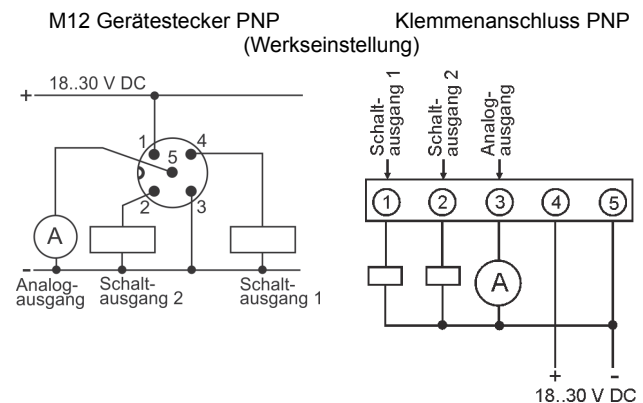 M12 Gerätestecker PNP
Klemmenanschluss PNP
(Werkseinstellung)
18..30 V DC
+
1
4
5
2
3
A
-
Analog-
ausgang
Schalt-
ausgang 2
Schalt-
ausgang 1
Schalt-
ausgang 1
Schalt-
ausgang 2
Analog-
ausgang
1
2
3
4
5
A
+
-
18..30 V DC